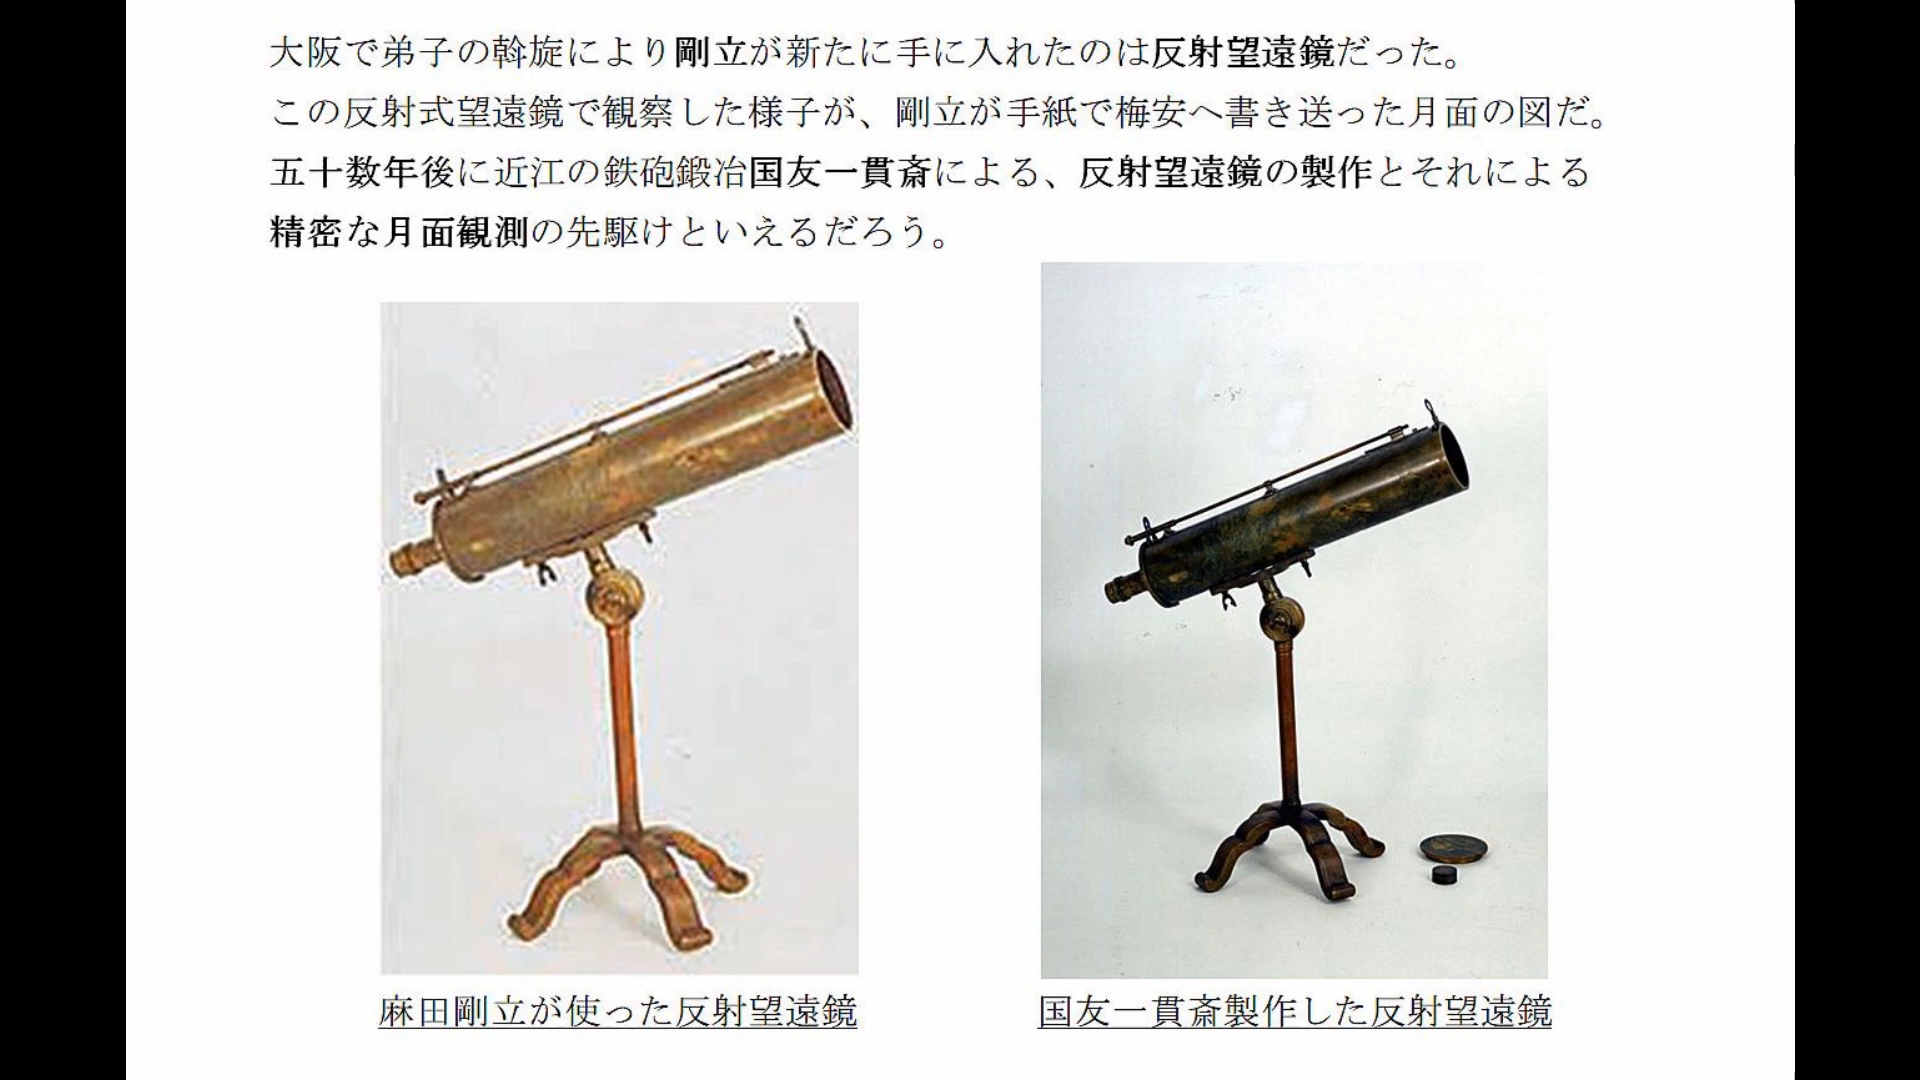 大阪で弟子の斡旋により剛立が新たに手に入れたのは反射望遠鏡だった。
この反射式望遠鏡で観察した様子が、剛立が手紙で梅安へ書き送った月面の図だ。
五十数年後に近江の鉄砲鍛冶国友一貫斎による、反射望遠鏡の製作とそれによる
精密な月面観測の先駆けといえるだろう。
麻田剛立が使った反射望遠鏡
国友一貫斎製作した反射望遠鏡